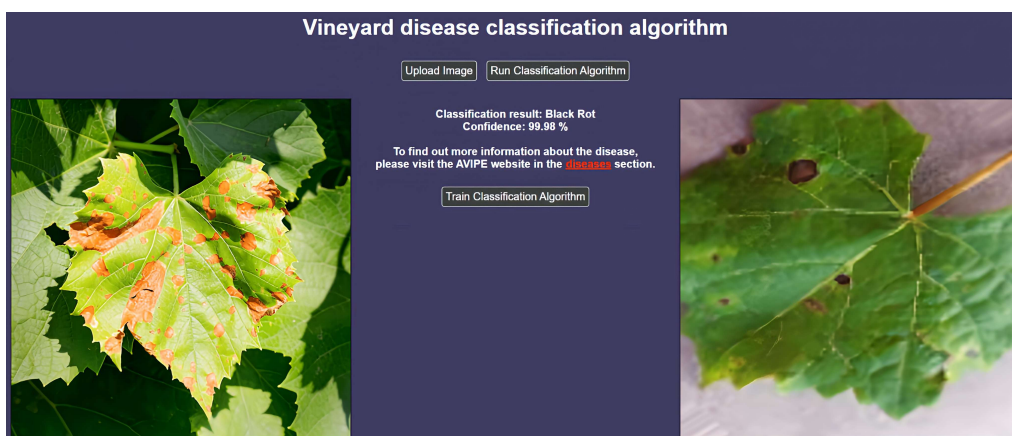 Vineyard disease classification algorithm
Upload Image
Run Classification Algorithm
Classification result: Black Rot
Confidence: 99.98 %
To find out more information about the disease,
please visit the AVIPE website in the diseases section.
Train Classification Algorithm